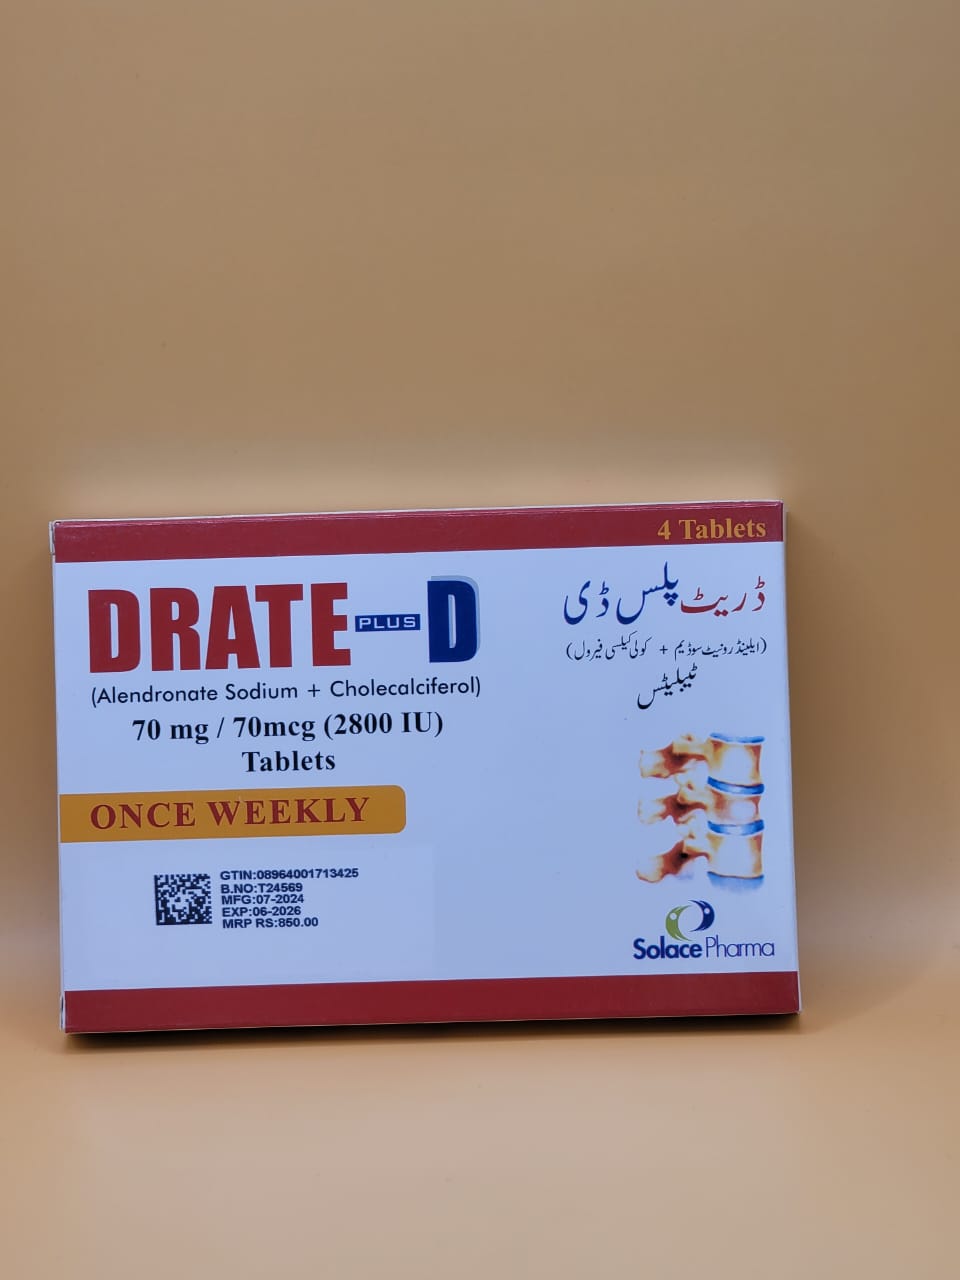 4 Tablets
DRATE PLUS D
(Alendronate Sodium + Cholecalciferol)
70 mg / 70mcg (2800 IU)
Tablets
ONCE WEEKLY
GTIN:08964001713425
B.NO:T24569
MFG:07-2024
EXP:06-2026
MRP RS:850.00
ڈریٹ پلس ڈی
(ایلینڈرونیٹ سوڈیم + کولی کیلسی فیرول)
ٹیبلیٹس
Solace Pharma